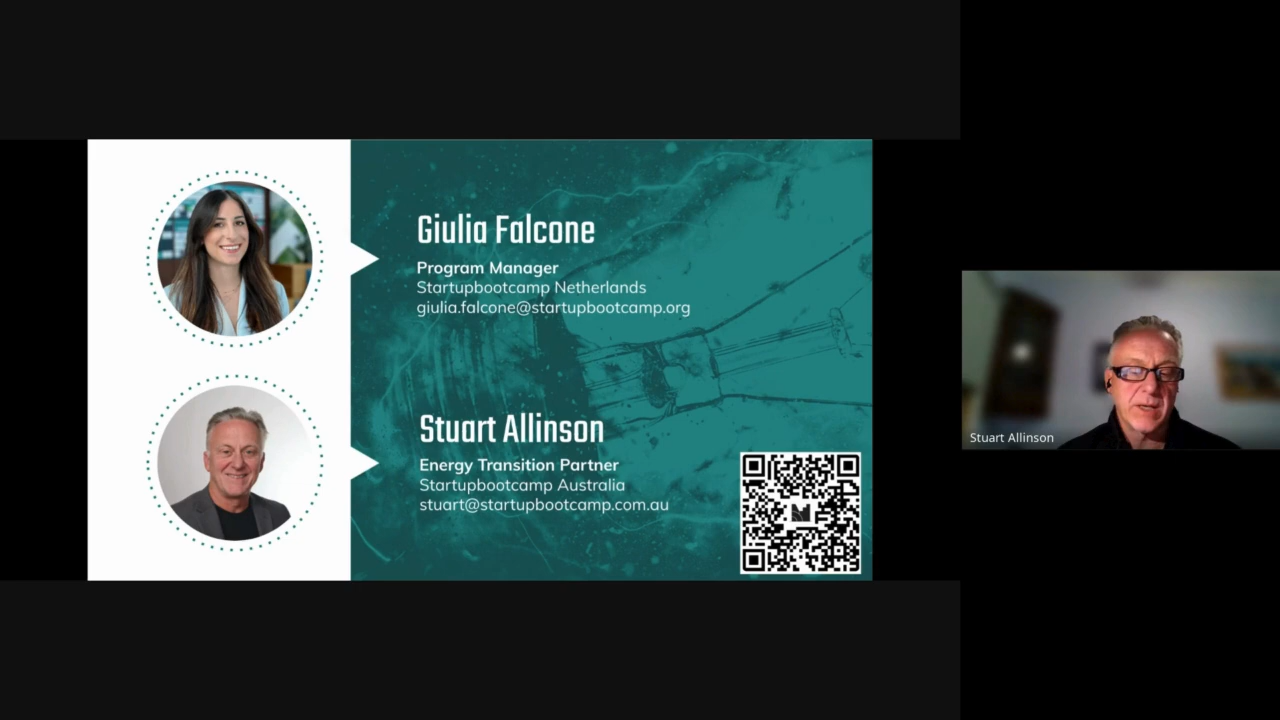 Giulia Falcone
Program Manager
Startupbootcamp Netherlands
giulia.falcone@startupbootcamp.org
Stuart Allinson
Energy Transition Partner
Startupbootcamp Australia
stuart@startupbootcamp.com.au
Stuart Allinson